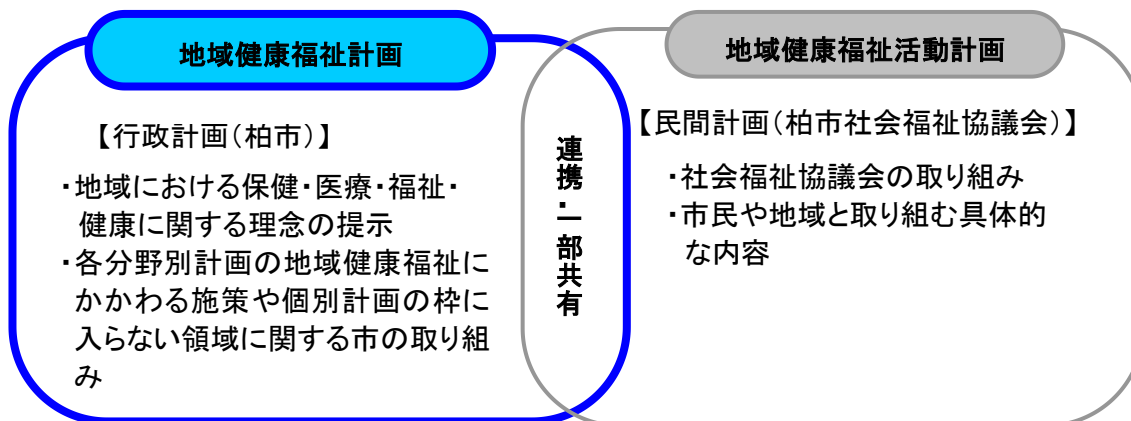 地域健康福祉計画
【行政計画(柏市)】
・地域における保健・医療・福祉・
健康に関する理念の提示
・各分野別計画の地域健康福祉に
かかわる施策や個別計画の枠に
入らない領域に関する市の取り組
み
連携・一部共有
地域健康福祉活動計画
【民間計画(柏市社会福祉協議会)】
・社会福祉協議会の取り組み
・市民や地域と取り組む具体的
な内容